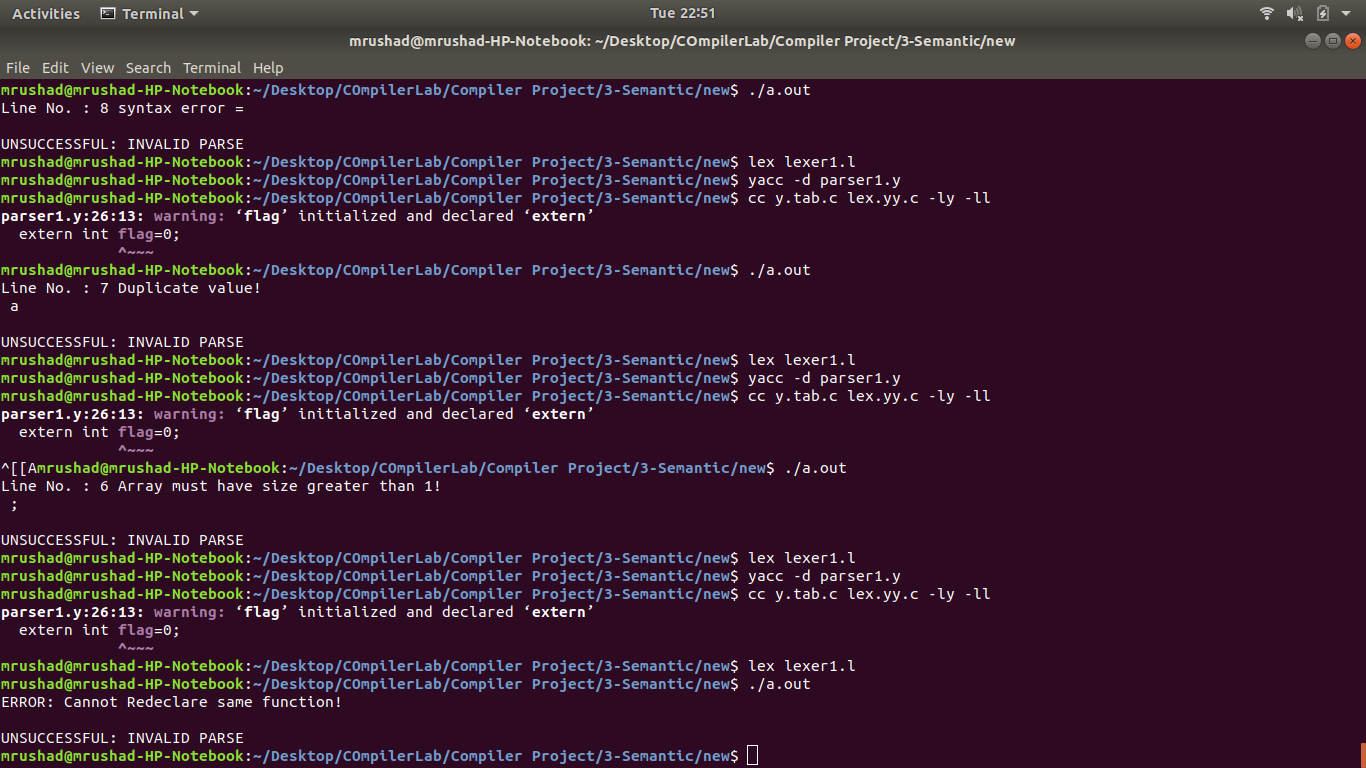 Activities Terminal Tue 22:51
mrushad@mrushad-HP-Notebook: ~/Desktop/COmpilerLab/Compiler Project/3-Semantic/new
File Edit View Search Terminal Help
mrushad@mrushad-HP-Notebook:~/Desktop/COmpilerLab/Compiler Project/3-Semantic/new$ ./a.out
Line No. : 8 syntax error =
UNSUCCESSFUL: INVALID PARSE
mrushad@mrushad-HP-Notebook:~/Desktop/COmpilerLab/Compiler Project/3-Semantic/new$ lex lexer1.l
mrushad@mrushad-HP-Notebook:~/Desktop/COmpilerLab/Compiler Project/3-Semantic/new$ yacc -d parser1.y
mrushad@mrushad-HP-Notebook:~/Desktop/COmpilerLab/Compiler Project/3-Semantic/new$ cc y.tab.c lex.yy.c -ly -ll
parser1.y:26:13: warning: ‘flag’ initialized and declared ‘extern’
  extern int flag=0;
             ^~~~
mrushad@mrushad-HP-Notebook:~/Desktop/COmpilerLab/Compiler Project/3-Semantic/new$ ./a.out
Line No. : 7 Duplicate value!
 a
UNSUCCESSFUL: INVALID PARSE
mrushad@mrushad-HP-Notebook:~/Desktop/COmpilerLab/Compiler Project/3-Semantic/new$ lex lexer1.l
mrushad@mrushad-HP-Notebook:~/Desktop/COmpilerLab/Compiler Project/3-Semantic/new$ yacc -d parser1.y
mrushad@mrushad-HP-Notebook:~/Desktop/COmpilerLab/Compiler Project/3-Semantic/new$ cc y.tab.c lex.yy.c -ly -ll
parser1.y:26:13: warning: ‘flag’ initialized and declared ‘extern’
  extern int flag=0;
             ^~~~
^[[Amrushad@mrushad-HP-Notebook:~/Desktop/COmpilerLab/Compiler Project/3-Semantic/new$ ./a.out
Line No. : 6 Array must have size greater than 1!
 ;
UNSUCCESSFUL: INVALID PARSE
mrushad@mrushad-HP-Notebook:~/Desktop/COmpilerLab/Compiler Project/3-Semantic/new$ lex lexer1.l
mrushad@mrushad-HP-Notebook:~/Desktop/COmpilerLab/Compiler Project/3-Semantic/new$ yacc -d parser1.y
mrushad@mrushad-HP-Notebook:~/Desktop/COmpilerLab/Compiler Project/3-Semantic/new$ cc y.tab.c lex.yy.c -ly -ll
parser1.y:26:13: warning: ‘flag’ initialized and declared ‘extern’
  extern int flag=0;
             ^~~~
mrushad@mrushad-HP-Notebook:~/Desktop/COmpilerLab/Compiler Project/3-Semantic/new$ lex lexer1.l
mrushad@mrushad-HP-Notebook:~/Desktop/COmpilerLab/Compiler Project/3-Semantic/new$ ./a.out
ERROR: Cannot Redeclare same function!
UNSUCCESSFUL: INVALID PARSE
mrushad@mrushad-HP-Notebook:~/Desktop/COmpilerLab/Compiler Project/3-Semantic/new$